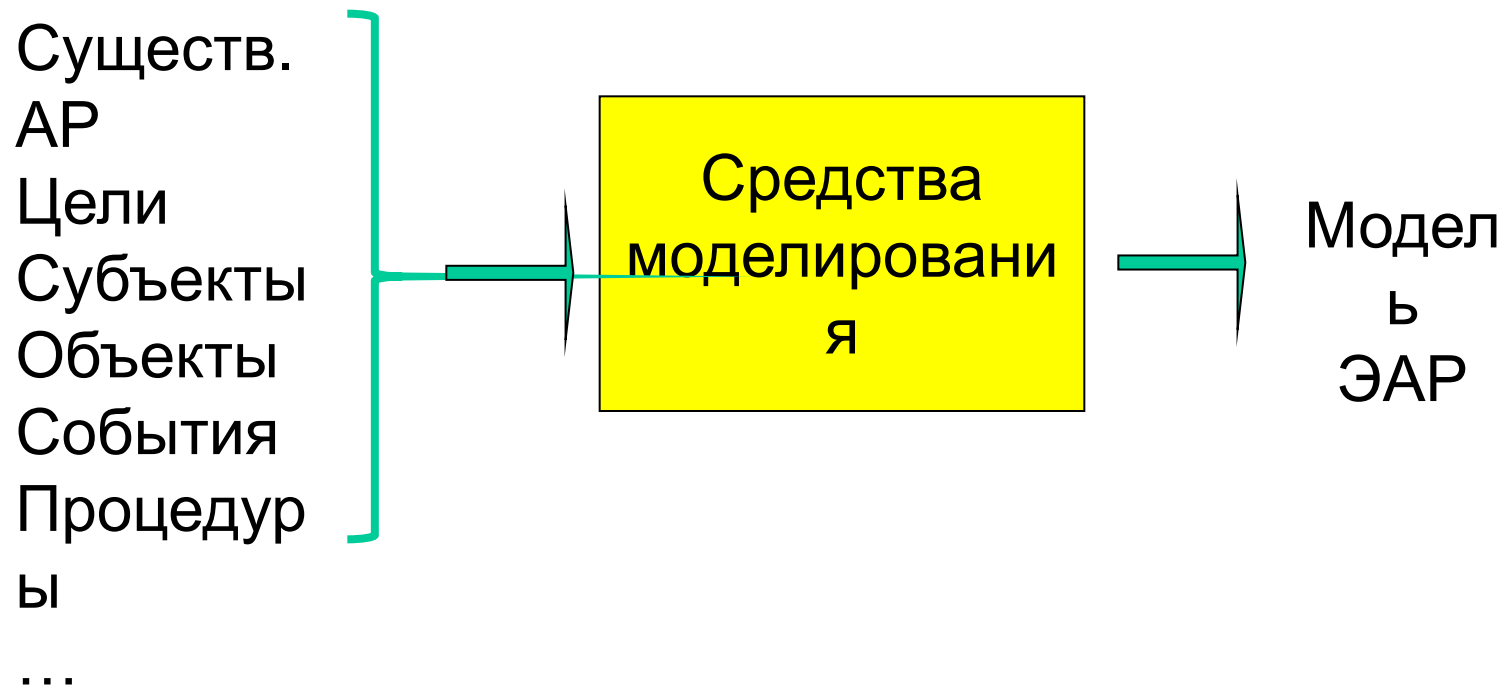 Существ.
АР
Цели
Субъекты
Объекты
События
Процедур
ы
…
Средства
моделировани
я
Модел
ь
ЭАР